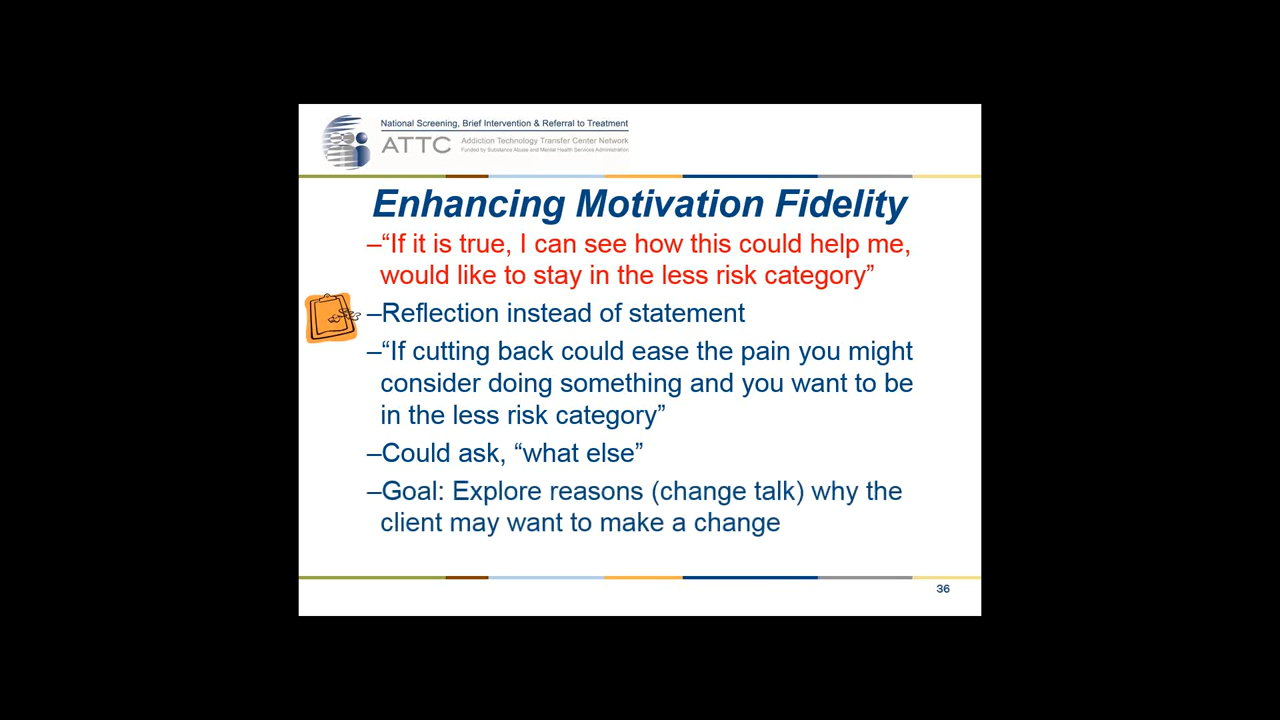 National Screening, Brief Intervention & Referral to Treatment
ATTC
Addiction Technology Transfer Center Network
Funded by Substance Abuse and Mental Health Services Administration
Enhancing Motivation Fidelity
–“If it is true, I can see how this could help me,
would like to stay in the less risk category”
–Reflection instead of statement
–“If cutting back could ease the pain you might
consider doing something and you want to be
in the less risk category”
–Could ask, “what else”
–Goal: Explore reasons (change talk) why the
client may want to make a change
36